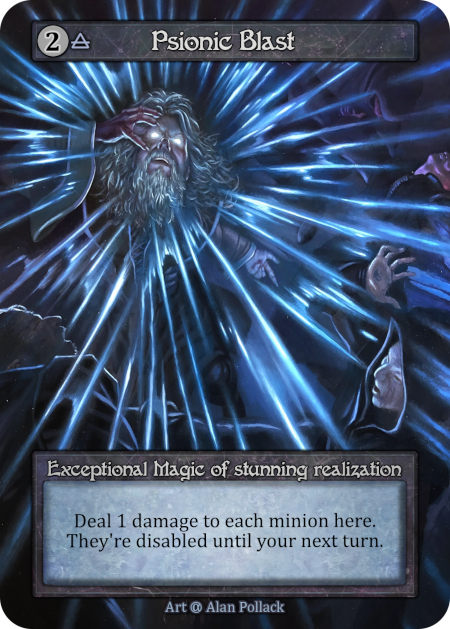 2 Psionic Blast
Exceptional Magic of stunning realization
Deal 1 damage to each minion here.
They're disabled until your next turn.
Art @ Alan Pollack